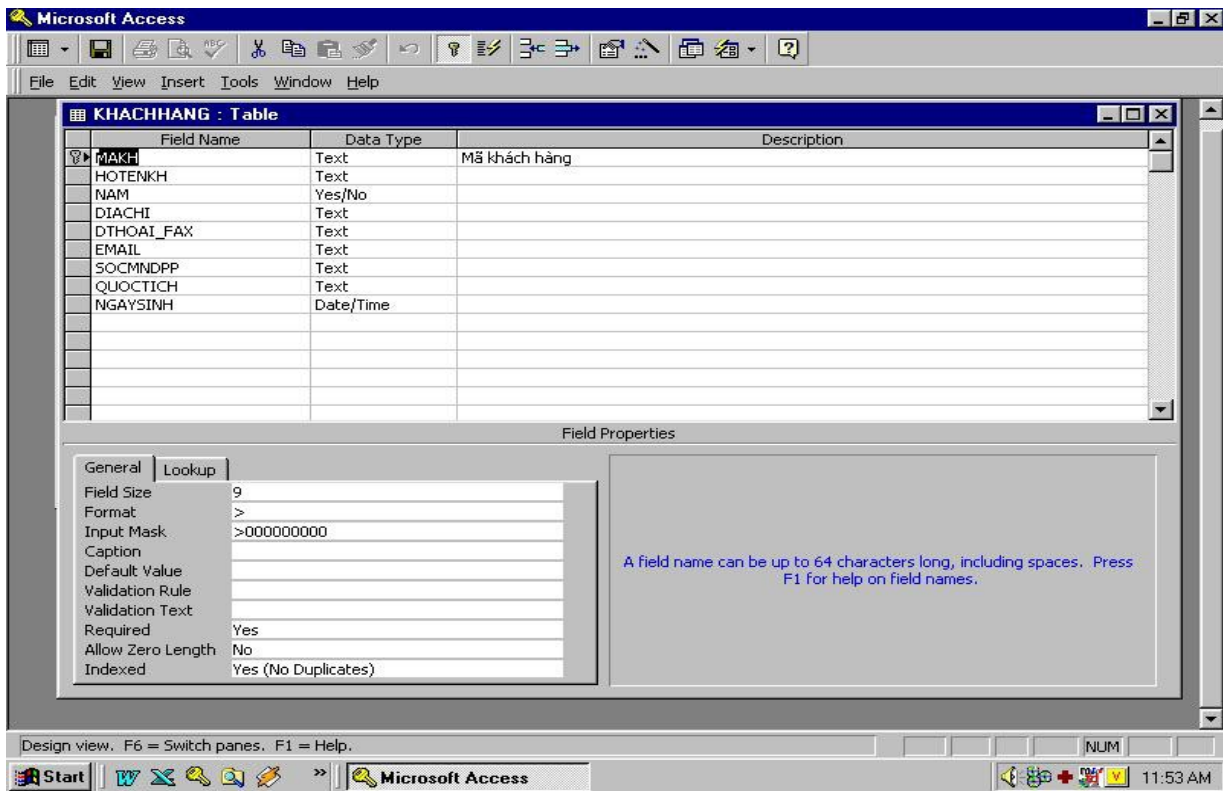 Microsoft Access
File Edit View Insert Tools Window Help
KHACHHANG : Table
Field Name Data Type Description
MAKH Text Mã khách hàng
HOTENKH Text
NAM Yes/No
DIACHI Text
DTHOAI_FAX Text
EMAIL Text
SOCMNDPP Text
QUOCTICH Text
NGAYSINH Date/Time
Field Properties
General Lookup
Field Size 9
Format >
Input Mask >000000000
Caption
Default Value
Validation Rule
Validation Text
Required Yes
Allow Zero Length No
Indexed Yes (No Duplicates)
A field name can be up to 64 characters long, including spaces. Press
F1 for help on field names.
Design view. F6 = Switch panes. F1 = Help. NUM
Start » Microsoft Access V 11:53 AM